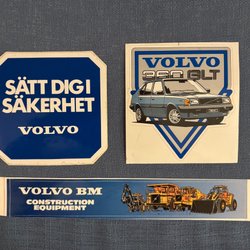 SÄTT DIG I
SÄKERHET
VOLVO
VOLVO
360 GLT
VOLVO BM
CONSTRUCTION
EQUIPMENT